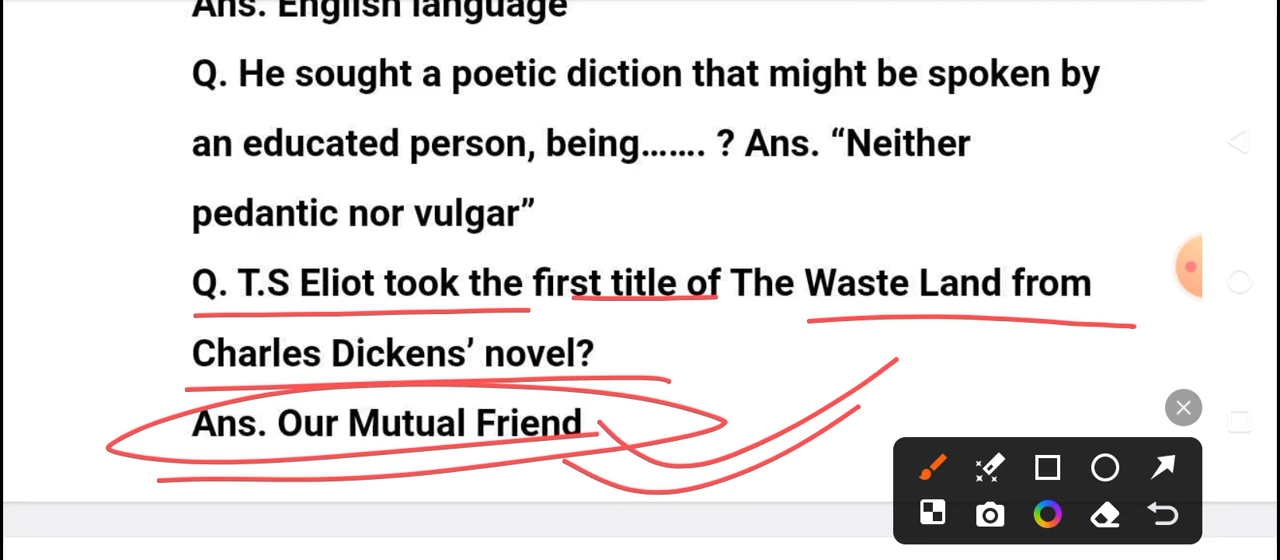 Ans. English language
Q. He sought a poetic diction that might be spoken by
an educated person, being....... ? Ans. “Neither
pedantic nor vulgar”
Q. T.S Eliot took the first title of The Waste Land from
Charles Dickens’ novel?
Ans. Our Mutual Friend